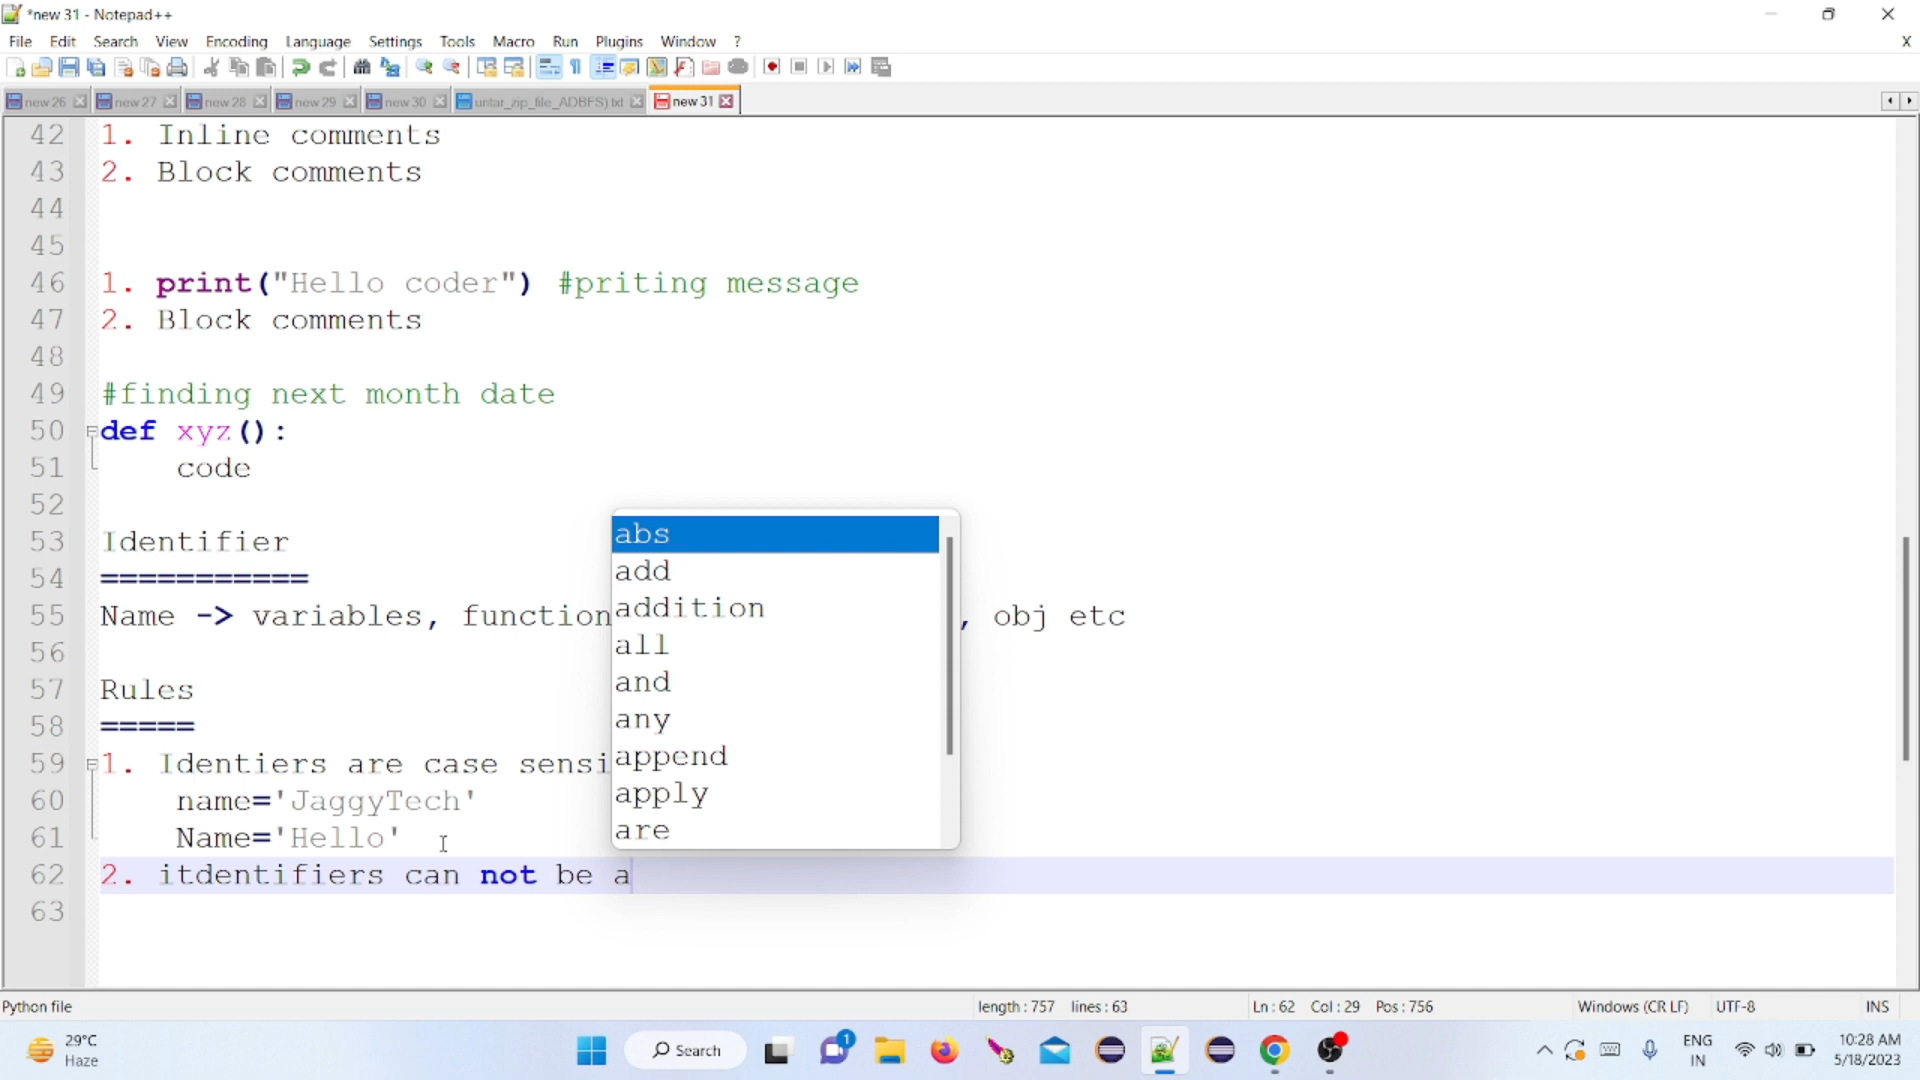 *new 31 - Notepad++
File Edit Search View Encoding Language Settings Tools Macro Run Plugins Window ? X
new 26 new 27 new 28 new 29 new 30 untar_zip_file_ADBFS).txt new 31
42 1. Inline comments
43 2. Block comments
44
45
46 1. print("Hello coder") #priting message
47 2. Block comments
48
49 #finding next month date
50 def xyz():
51 code
52
53 Identifier
54 ===========
55 Name -> variables, function , obj etc
56
57 Rules
58 =====
59 1. Identiers are case sensi
60 name='JaggyTech'
61 Name='Hello'
62 2. itdentifiers can not be a
63
abs
add
addition
all
and
any
append
apply
are
Python file length : 757 lines : 63 Ln : 62 Col : 29 Pos : 756 Windows (CR LF) UTF-8 INS
29°C
Haze
Search
1
ENG
IN
10:28 AM
5/18/2023